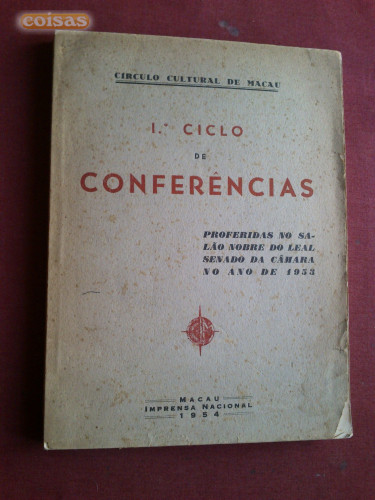 coisas
CÍRCULO CULTURAL DE MACAU
I.º CICLO
DE
CONFERÊNCIAS
PROFERIDAS NO SA-
LÃO NOBRE DO LEAL
SENADO DA CÂMARA
NO ANO DE 1953
MACAU
IMPRENSA NACIONAL
1954